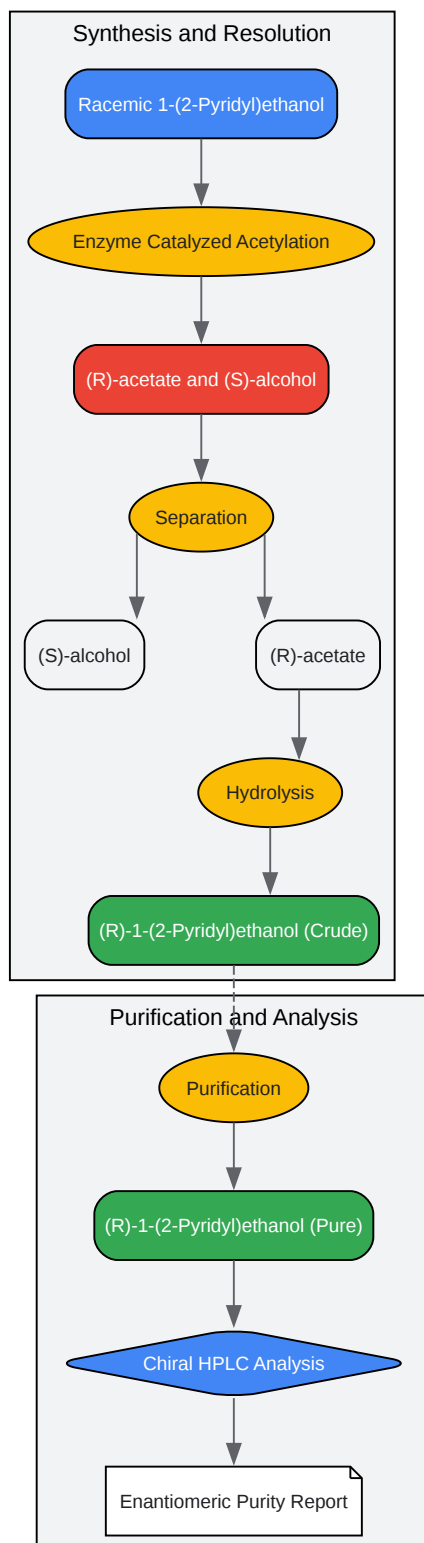 Synthesis and Resolution
Racemic 1-(2-Pyridyl)ethanol
Enzyme Catalyzed Acetylation
(R)-acetate and (S)-alcohol
Separation
(S)-alcohol
(R)-acetate
Hydrolysis
(R)-1-(2-Pyridyl)ethanol (Crude)
Purification and Analysis
Purification
(R)-1-(2-Pyridyl)ethanol (Pure)
Chiral HPLC Analysis
Enantiomeric Purity Report